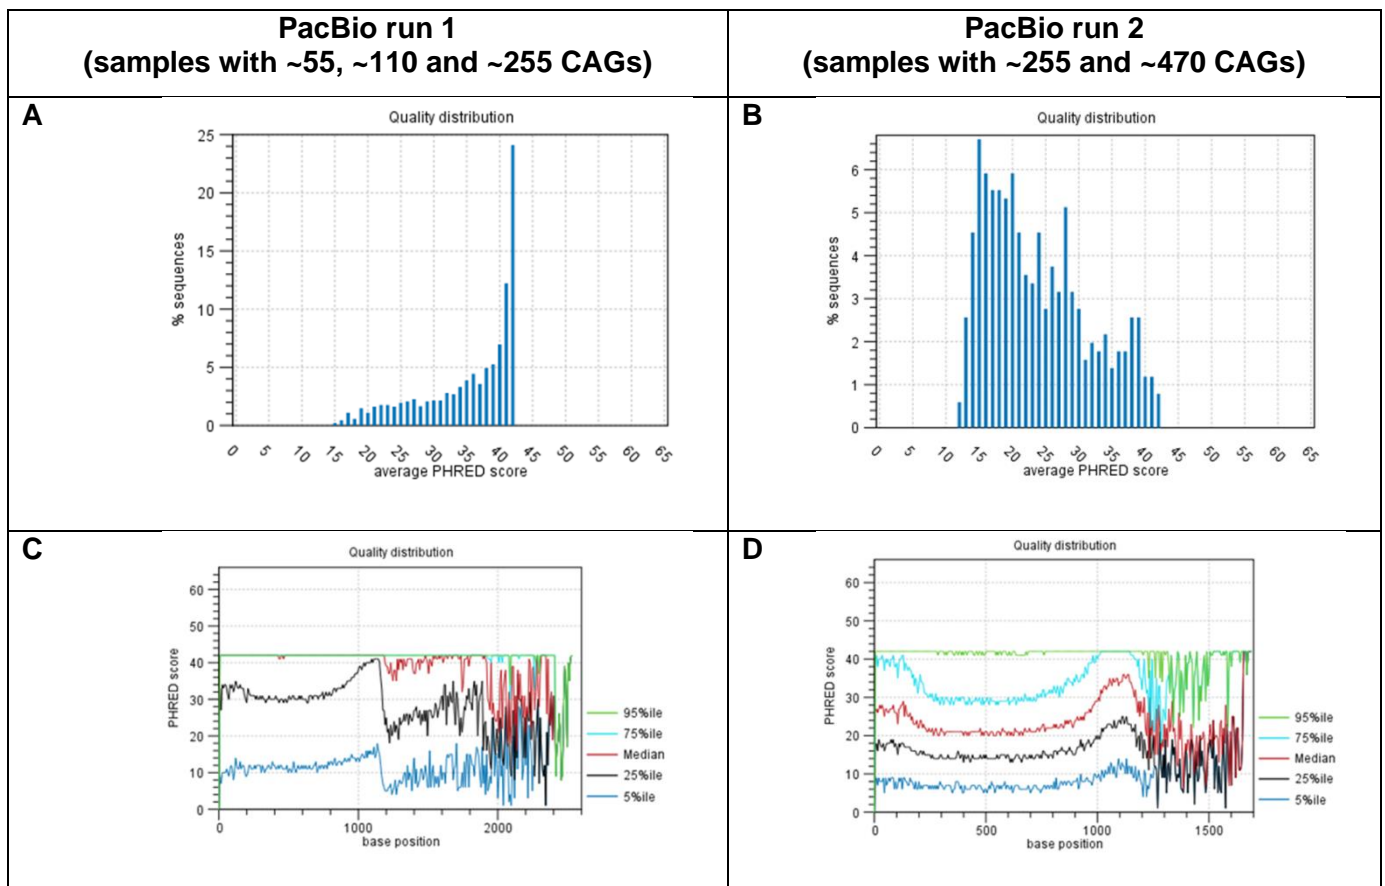 PacBio run 1
(samples with ~55, ~110 and ~255 CAGs)
PacBio run 2
(samples with ~255 and ~470 CAGs)
A
Quality distribution
25
20
15
10
5
0
% sequences
0 5 10 15 20 25 30 35 40 45 50 55 60 65
average PHRED score
B
Quality distribution
6
5
4
3
2
1
0
% sequences
0 5 10 15 20 25 30 35 40 45 50 55 60 65
average PHRED score
C
Quality distribution
60
50
40
30
20
10
0
PHRED score
0 1000 2000
base position
95%ile
75%ile
Median
25%ile
5%ile
D
Quality distribution
60
50
40
30
20
10
0
PHRED score
0 500 1000 1500
base position
95%ile
75%ile
Median
25%ile
5%ile